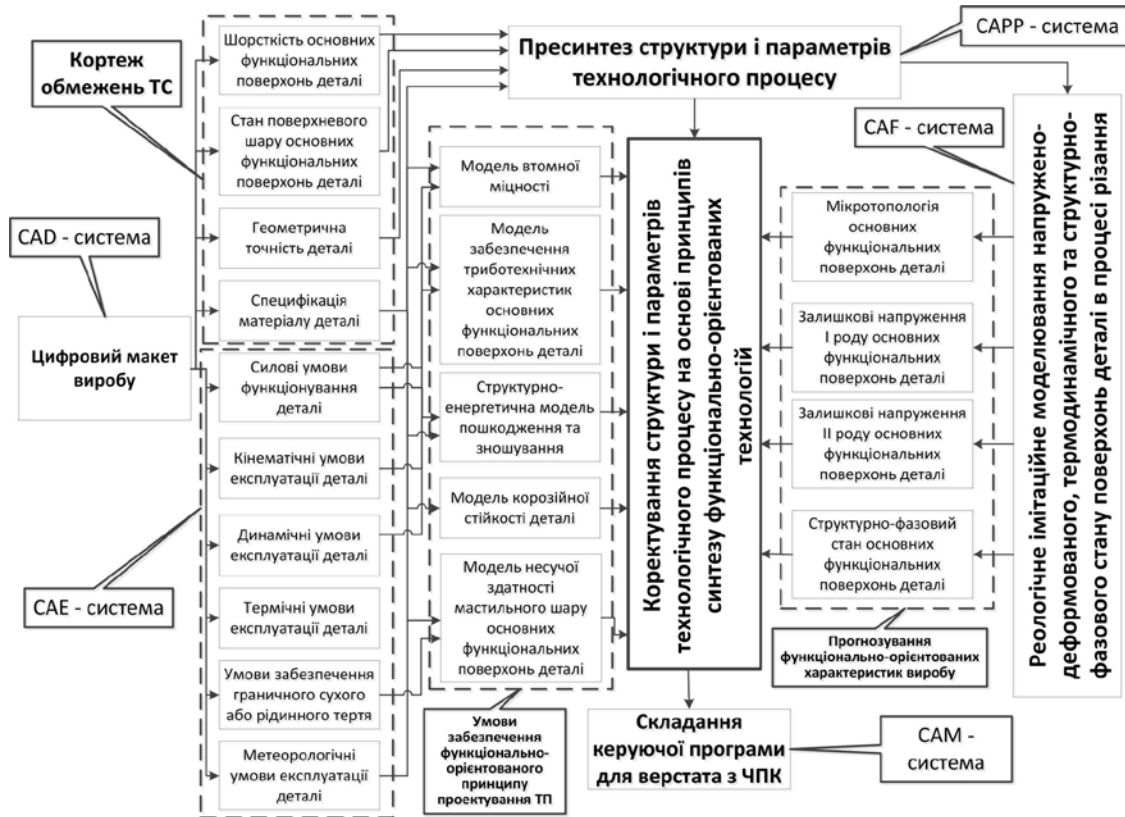 Кортеж
обмежень ТС
CAD - система
Цифровий макет
виробу
CAE - система
Шорсткість основних
функціональних
поверхонь деталі
Стан поверхневого
шару основних
функціональних
поверхонь деталі
Геометрична
точність деталі
Специфікація
матеріалу деталі
Силові умови
функціонування
деталі
Кінематичні умови
експлуатації деталі
Динамічні умови
експлуатації деталі
Термічні умови
експлуатації деталі
Умови забезпечення
граничного сухого
або рідинного тертя
Метеорологічні
умови експлуатації
деталі
Модель втомної
міцності
Модель
забезпечення
триботехнічних
характеристик
основних
функціональних
поверхонь деталі
Структурно-
енергетична модель
пошкодження та
зношування
Модель корозійної
стійкості деталі
Модель несучої
здатності
мастильного шару
основних
функціональних
поверхонь деталі
Умови
забезпечення
функціонально-
орієнтованого
принципу
проектування ТП
Пресинтез структури і параметрів
технологічного процесу
CAPP - система
Коректування структури і параметрів
технологічного процесу на основі принципів
синтезу функціонально-орієнтованих
технологій
Складання
керуючої програми
для верстата з ЧПК
CAM -
система
CAF - система
Мікротопологія
основних
функціональних
поверхонь деталі
Залишкові напруження
І роду основних
функціональних
поверхонь деталі
Залишкові напруження
ІІ роду основних
функціональних
поверхонь деталі
Структурно-фазовий
стан основних
функціональних
поверхонь деталі
Прогнозування
функціонально-орієнтованих
характеристик виробу
Реологічне імітаційне моделювання напружено-
деформованого, термодинамічного та структурно-
фазового стану поверхонь деталі в процесі різання